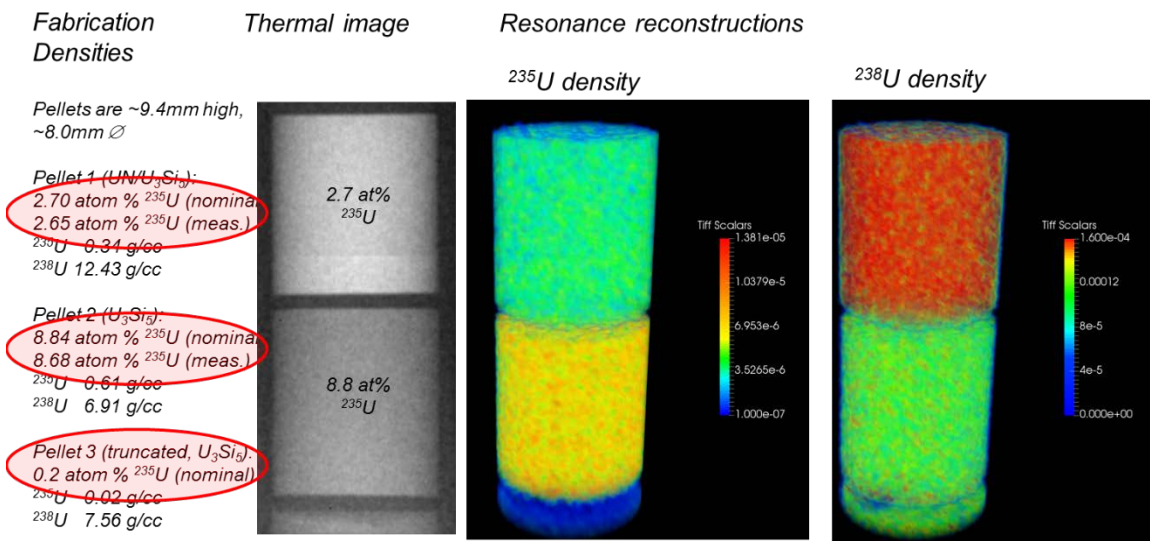 Fabrication
Densities
Thermal image
Resonance reconstructions
²³⁵U density
²³⁸U density
Pellets are ~9.4mm high,
~8.0mm ∅
Pellet 1 (UN/U₃Si₅):
2.70 atom % ²³⁵U (nominal
2.65 atom % ²³⁵U (meas.)
²³⁵U 0.34 g/cc
²³⁸U 12.43 g/cc
Pellet 2 (U₃Si₅):
8.84 atom % ²³⁵U (nominal
8.68 atom % ²³⁵U (meas.)
²³⁵U 0.61 g/cc
²³⁸U 6.91 g/cc
Pellet 3 (truncated, U₃Si₅):
0.2 atom % ²³⁵U (nominal)
²³⁵U 0.02 g/cc
²³⁸U 7.56 g/cc
2.7 at%
²³⁵U
8.8 at%
²³⁵U
Tiff Scalars
1.381e-05
1.0379e-5
6.953e-6
3.5265e-6
1.000e-07
Tiff Scalars
1.600e-04
0.00012
8e-5
4e-5
0.000e+00